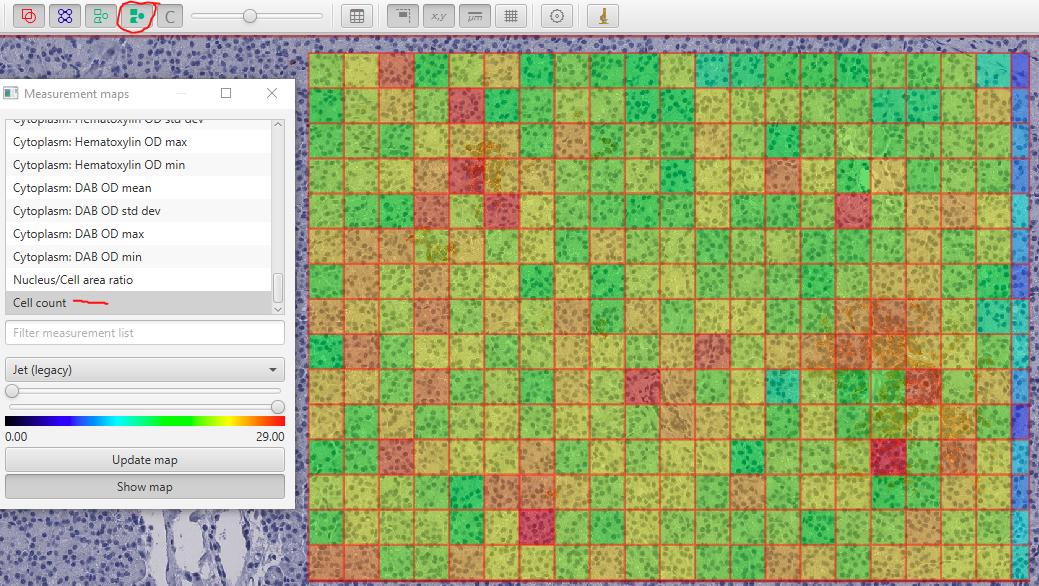 C
x,y
μm
Measurement maps
Cytoplasm: Hematoxylin OD std dev
Cytoplasm: Hematoxylin OD max
Cytoplasm: Hematoxylin OD min
Cytoplasm: DAB OD mean
Cytoplasm: DAB OD std dev
Cytoplasm: DAB OD max
Cytoplasm: DAB OD min
Nucleus/Cell area ratio
Cell count
Filter measurement list
Jet (legacy)
0.00 29.00
Update map
Show map